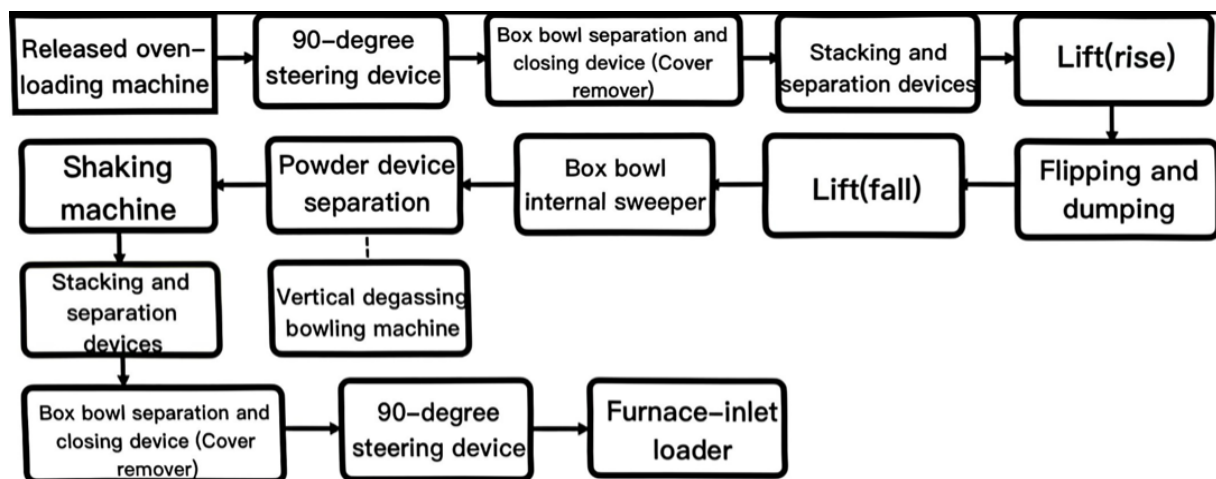 Released oven-
loading machine
90-degree
steering device
Box bowl separation and
closing device (Cover
remover)
Stacking and
separation devices
Lift(rise)
Shaking
machine
Powder device
separation
Box bowl
internal sweeper
Lift(fall)
Flipping and
dumping
Stacking and
separation
devices
Vertical degassing
bowling machine
Box bowl separation and
closing device (Cover
remover)
90-degree
steering device
Furnace-inlet
loader